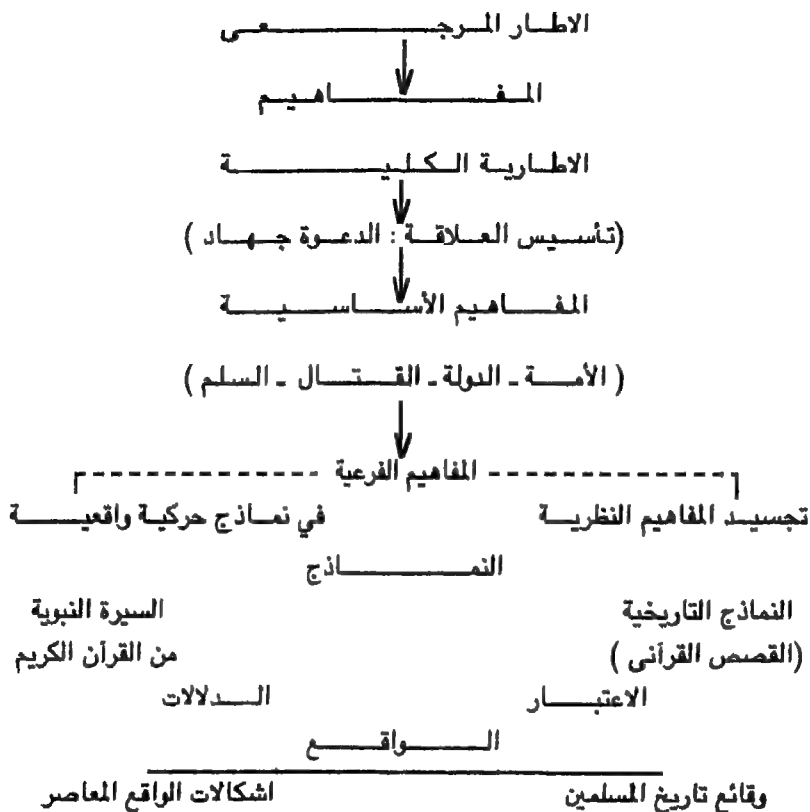 الاطار المرجعى
المفاهيم
الاطارية الكلية
(تأسيس العلاقة : الدعوة جهاد )
المفاهيم الأساسية
( الأمة ـ الدولة ـ القتال ـ السلم )
المفاهيم الفرعية
تجسيد المفاهيم النظرية في نماذج حركية واقعية
النماذج
النماذج التاريخية السيرة النبوية
(القصص القرآنى ) من القرآن الكريم
الاعتبار الدلالات
الواقع
وقائع تاريخ المسلمين اشكالات الواقع المعاصر